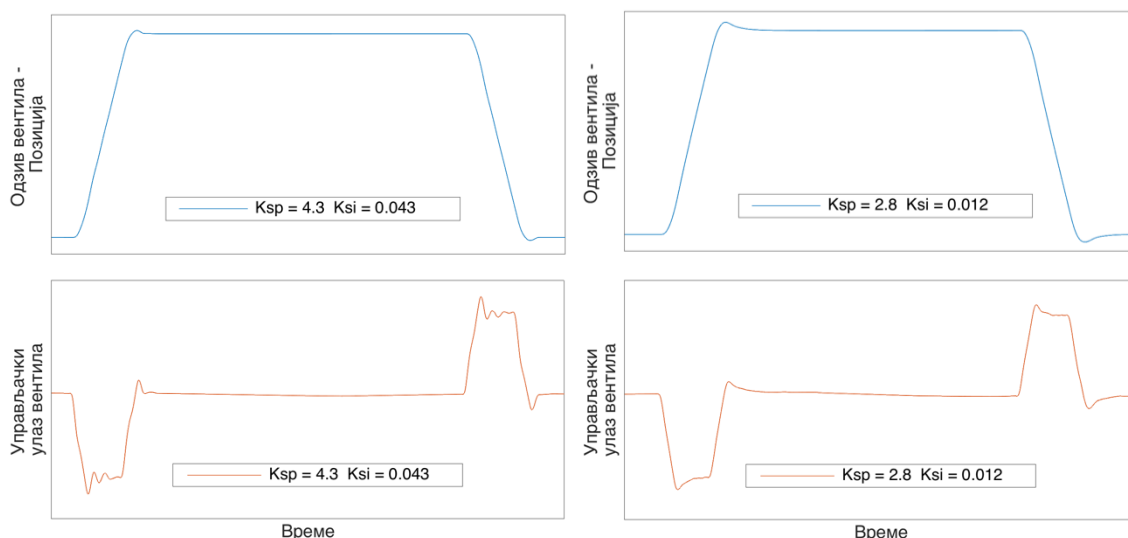 Одзив вентила -
Позиција
Ksp = 4.3 Ksi = 0.043
Одзив вентила -
Позиција
Ksp = 2.8 Ksi = 0.012
Управљачки
улаз вентила
Ksp = 4.3 Ksi = 0.043
Време
Управљачки
улаз вентила
Ksp = 2.8 Ksi = 0.012
Време